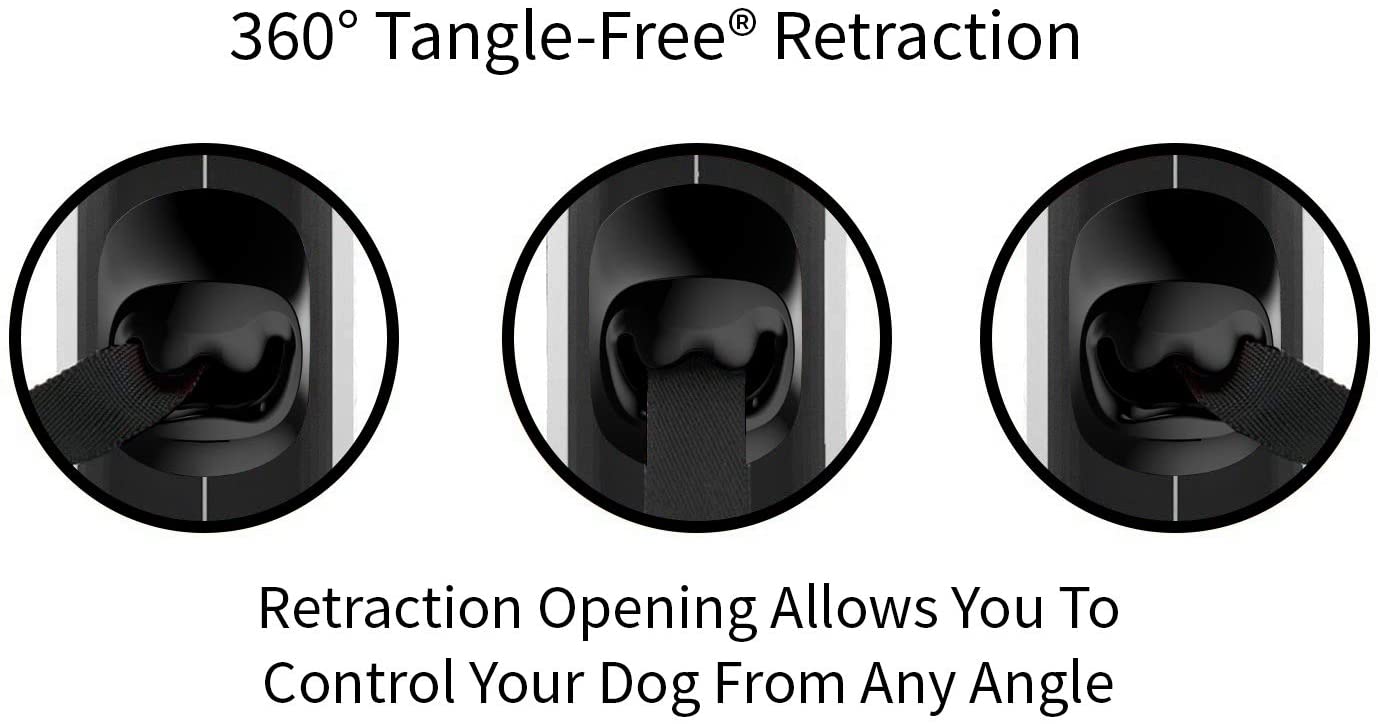 360° Tangle-Free® Retraction
Retraction Opening Allows You To
Control Your Dog From Any Angle